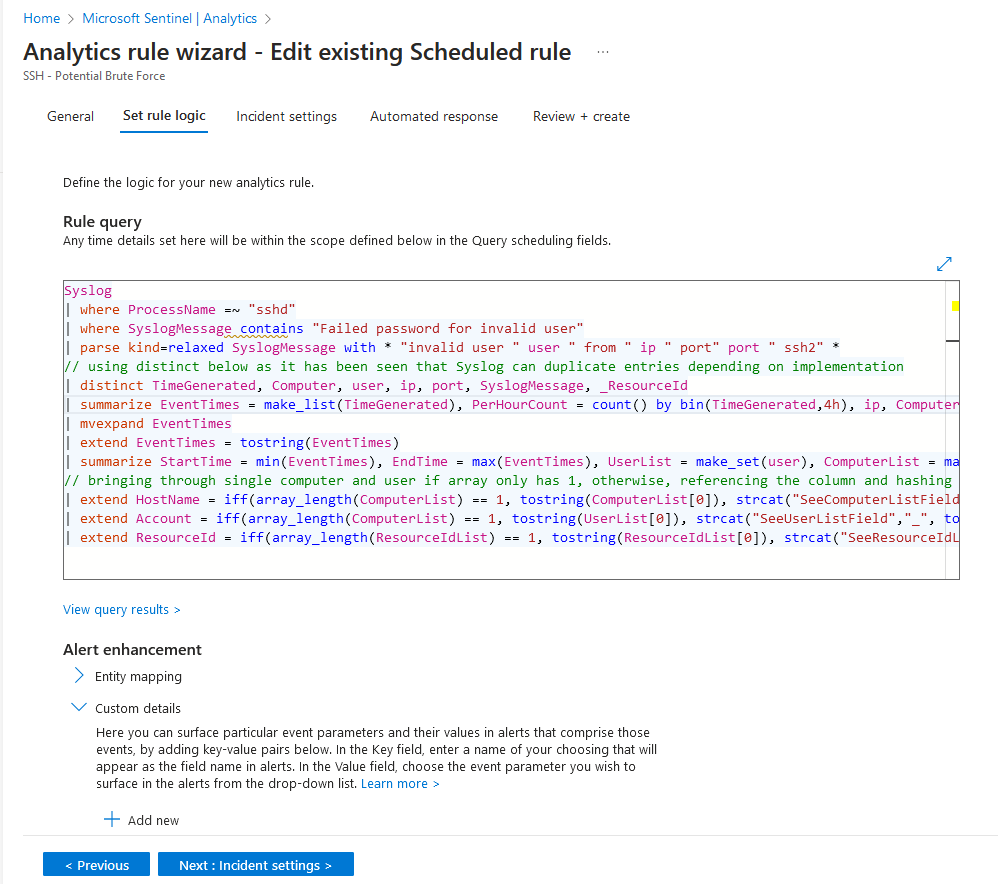 Home > Microsoft Sentinel | Analytics >
Analytics rule wizard - Edit existing Scheduled rule ...
SSH - Potential Brute Force
General Set rule logic Incident settings Automated response Review + create
Define the logic for your new analytics rule.
Rule query
Any time details set here will be within the scope defined below in the Query scheduling fields.
Syslog
| where ProcessName =~ "sshd"
| where SyslogMessage contains "Failed password for invalid user"
| parse kind=relaxed SyslogMessage with * "invalid user " user " from " ip " port" port " ssh2" *
// using distinct below as it has been seen that Syslog can duplicate entries depending on implementation
| distinct TimeGenerated, Computer, user, ip, port, SyslogMessage, _ResourceId
| summarize EventTimes = make_list(TimeGenerated), PerHourCount = count() by bin(TimeGenerated,4h), ip, Computer
| mvexpand EventTimes
| extend EventTimes = tostring(EventTimes)
| summarize StartTime = min(EventTimes), EndTime = max(EventTimes), UserList = make_set(user), ComputerList = ma
// bringing through single computer and user if array only has 1, otherwise, referencing the column and hashing
| extend HostName = iff(array_length(ComputerList) == 1, tostring(ComputerList[0]), strcat("SeeComputerListField
| extend Account = iff(array_length(ComputerList) == 1, tostring(UserList[0]), strcat("SeeUserListField","_", to
| extend ResourceId = iff(array_length(ResourceIdList) == 1, tostring(ResourceIdList[0]), strcat("SeeResourceIdL
View query results >
Alert enhancement
Entity mapping
Custom details
Here you can surface particular event parameters and their values in alerts that comprise those
events, by adding key-value pairs below. In the Key field, enter a name of your choosing that will
appear as the field name in alerts. In the Value field, choose the event parameter you wish to
surface in the alerts from the drop-down list. Learn more >
+ Add new
< Previous Next : Incident settings >